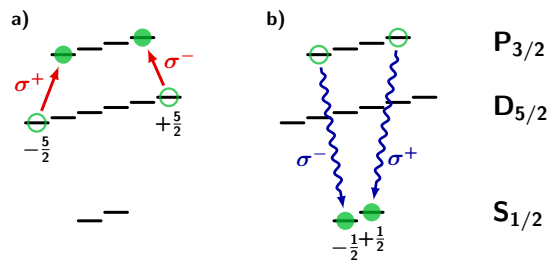 a)
σ⁺
σ⁻
−5/2
+5/2
b)
σ⁻
σ⁺
−1/2
+1/2
P₃/₂
D₅/₂
S₁/₂